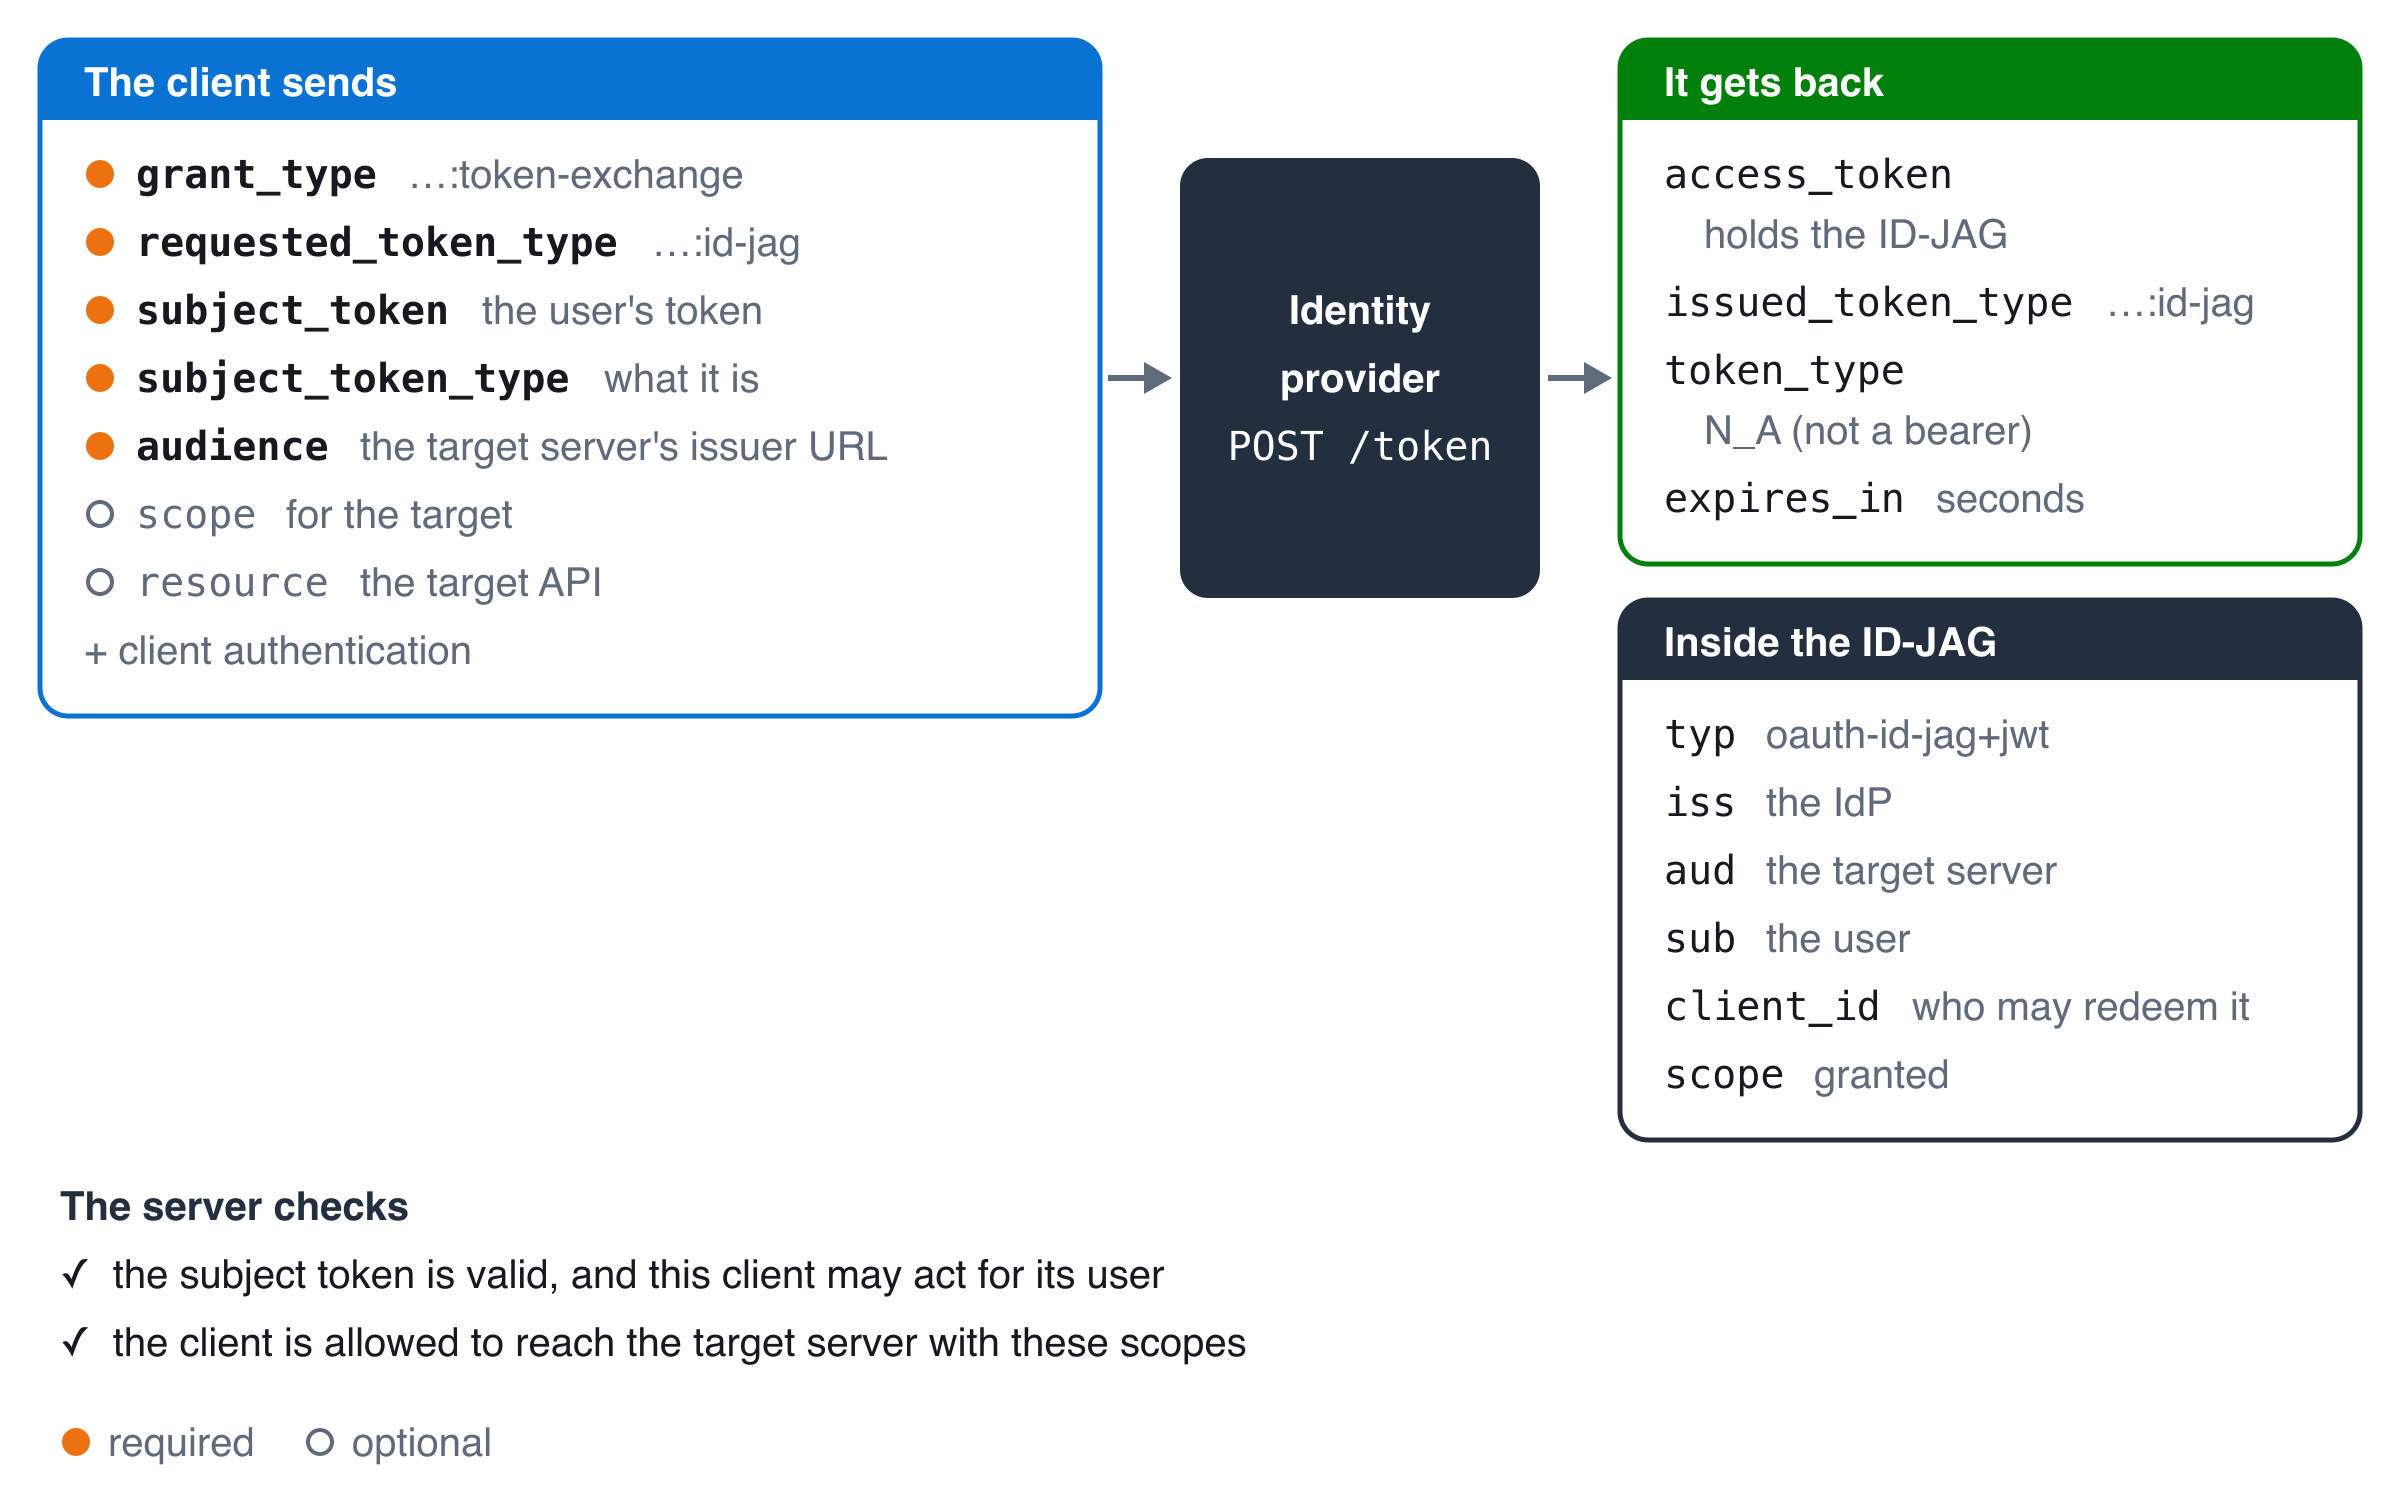 The client sends
grant_type …:token-exchange
requested_token_type …:id-jag
subject_token the user's token
subject_token_type what it is
audience the target server's issuer URL
scope for the target
resource the target API
+ client authentication
Identity
provider
POST /token
It gets back
access_token
holds the ID-JAG
issued_token_type …:id-jag
token_type
N_A (not a bearer)
expires_in seconds
Inside the ID-JAG
typ oauth-id-jag+jwt
iss the IdP
aud the target server
sub the user
client_id who may redeem it
scope granted
The server checks
✓ the subject token is valid, and this client may act for its user
✓ the client is allowed to reach the target server with these scopes
required optional